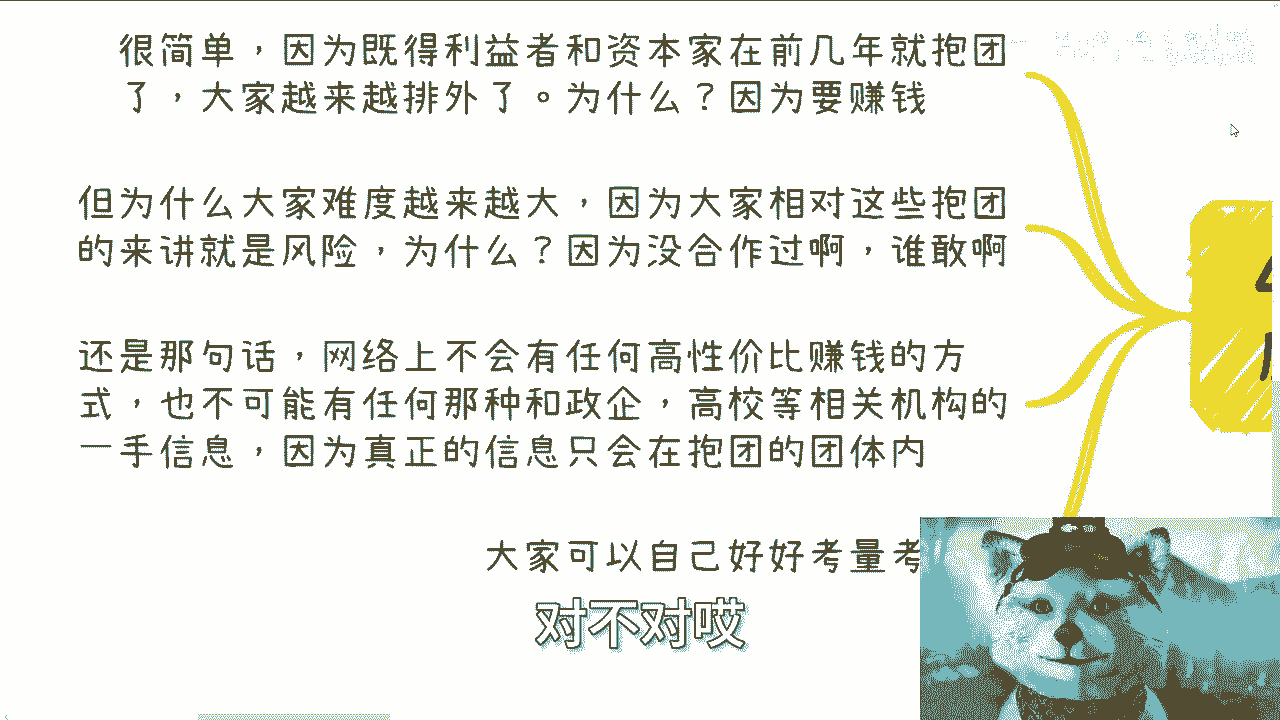 很简单，因为既得利益者和资本家在前几年就抱团
了，大家越来越排外了。为什么？因为要赚钱
但为什么大家难度越来越大，因为大家相对这些抱团
的来讲就是风险，为什么？因为没合作过啊，谁敢啊
还是那句话，网络上不会有任何高性价比赚钱的方
式，也不可能有任何那种和政企，高校等相关机构的
一手信息，因为真正的信息只会在抱团的团体内
大家可以自己好好考量考
对不对哎